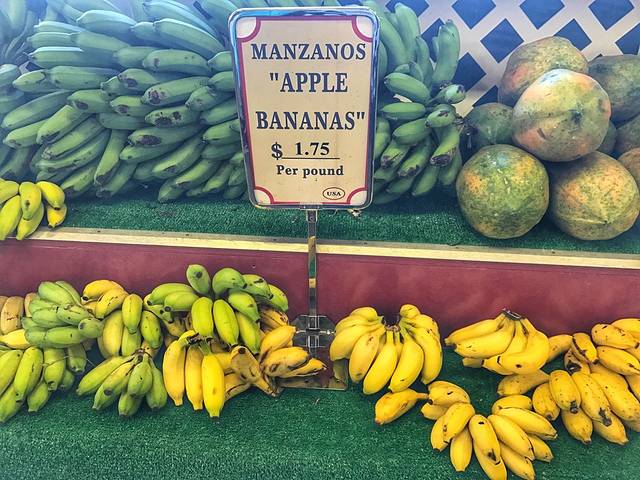 MANZANOS
"APPLE
BANANAS"
$ 1.75
Per pound
USA